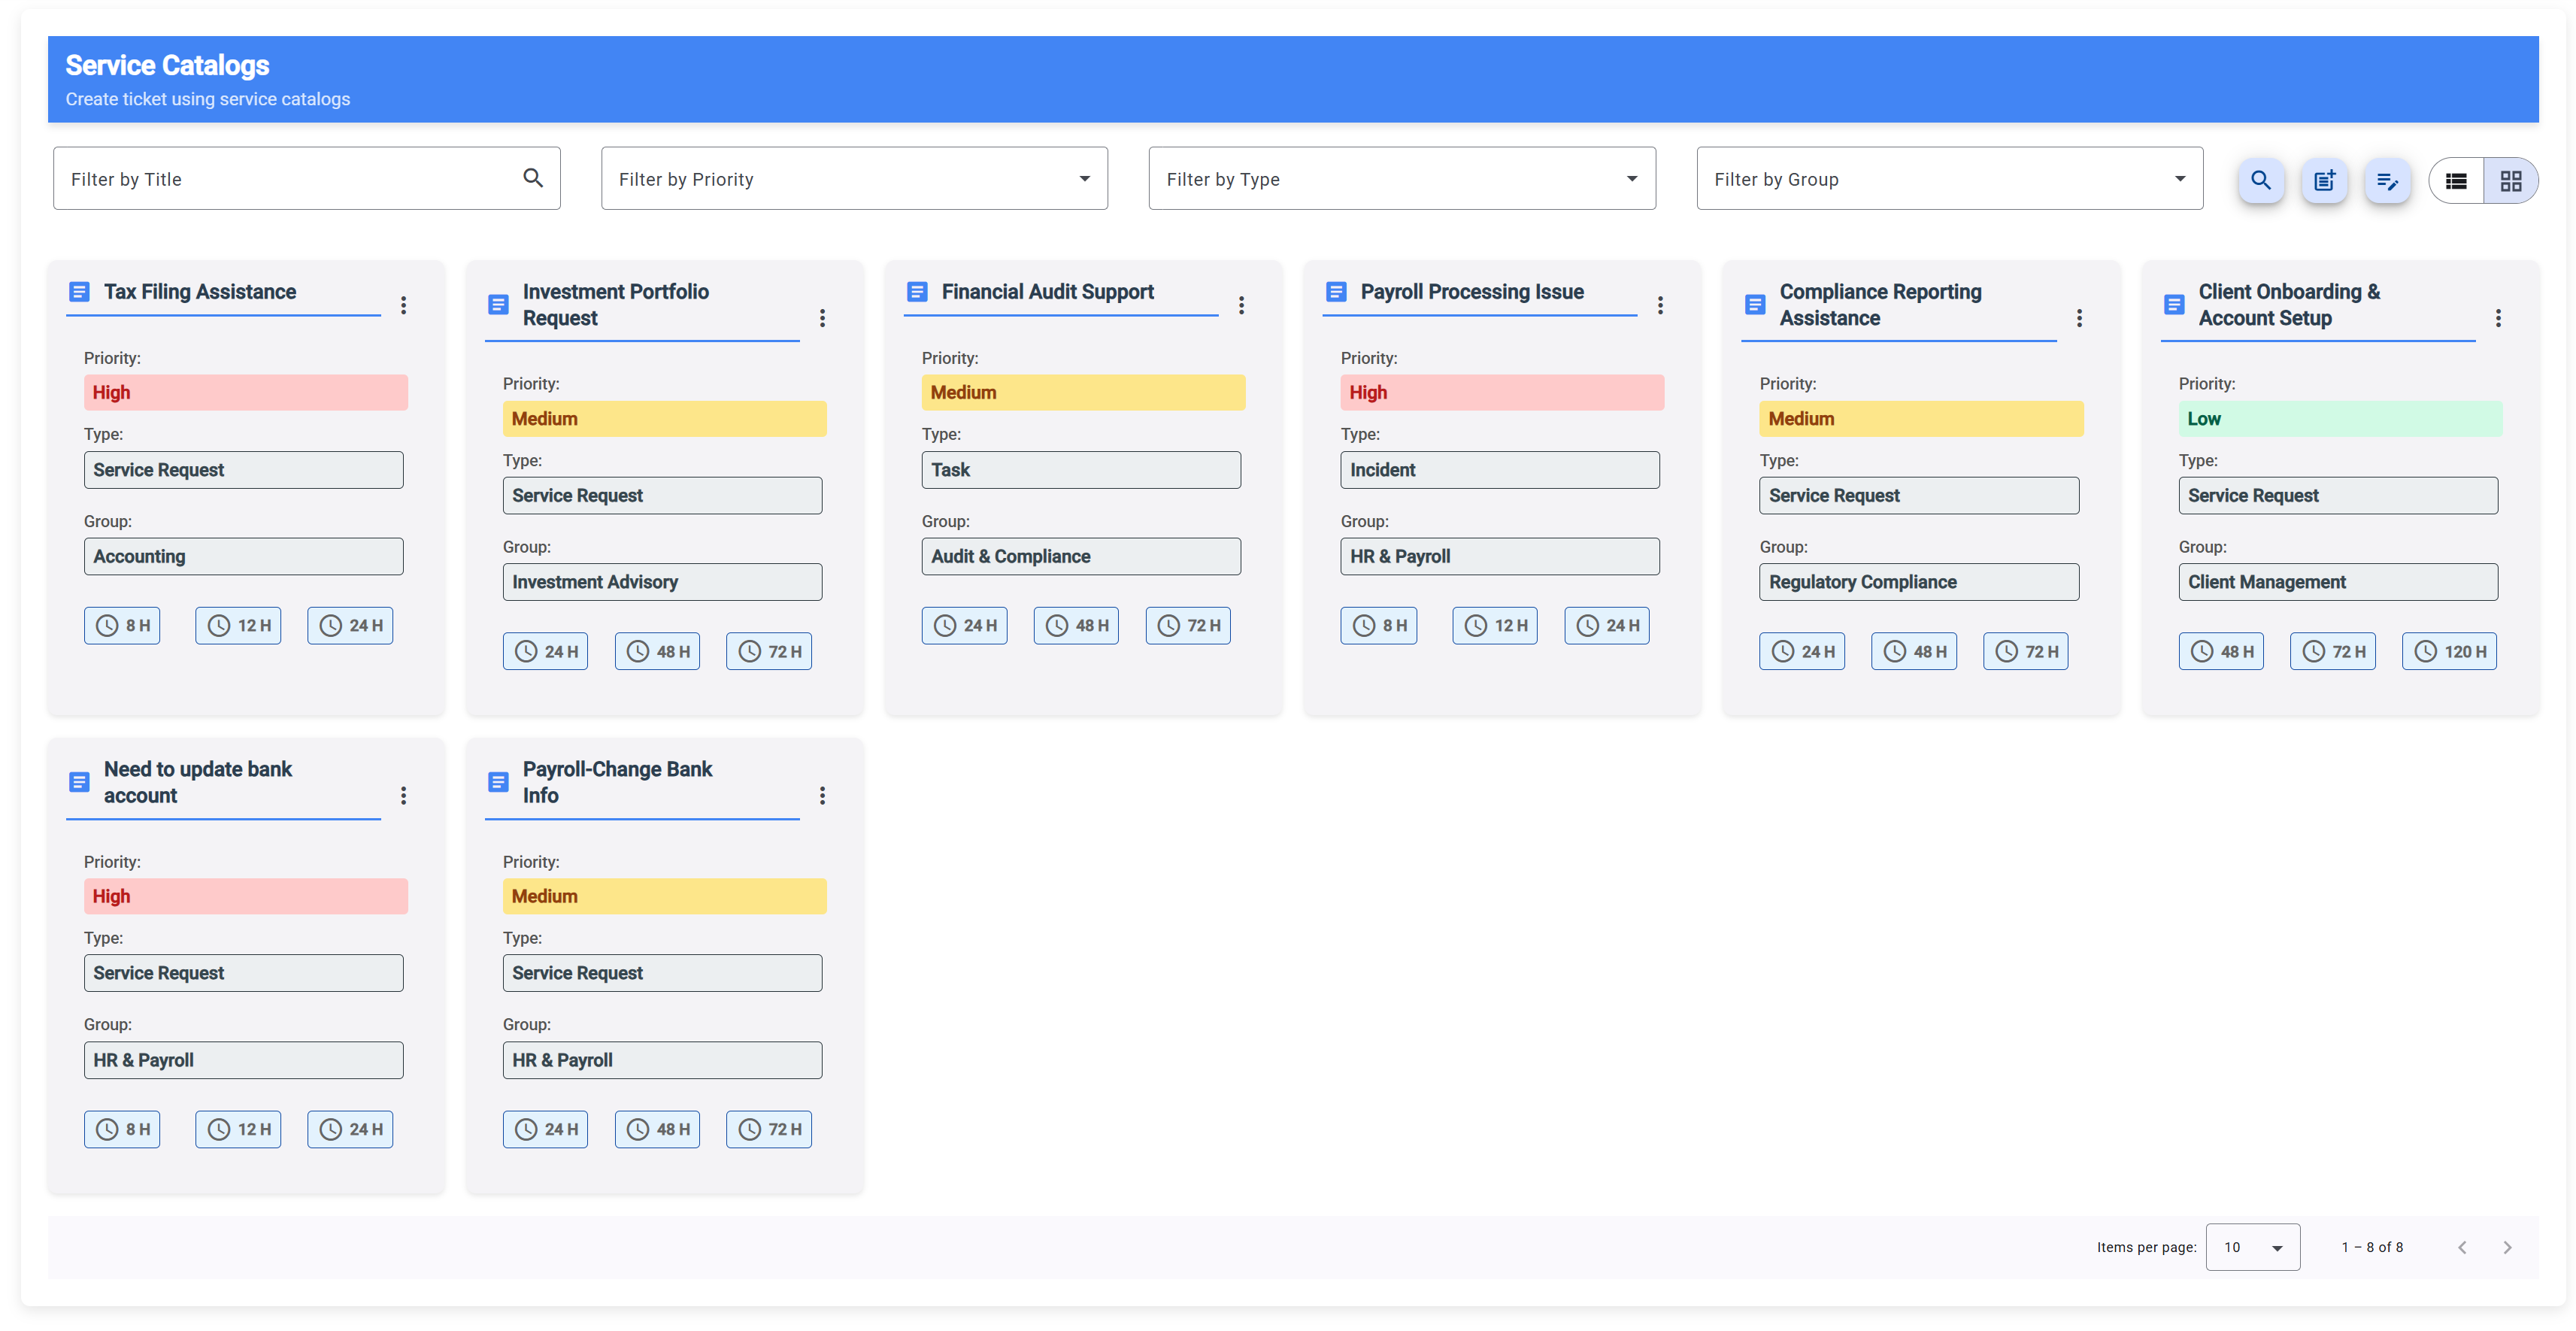 Service Catalogs
Create ticket using service catalogs
Filter by Title
Filter by Priority
Filter by Type
Filter by Group
Tax Filing Assistance
Priority:
High
Type:
Service Request
Group:
Accounting
8 H
12 H
24 H
Investment Portfolio
Request
Priority:
Medium
Type:
Service Request
Group:
Investment Advisory
24 H
48 H
72 H
Financial Audit Support
Priority:
Medium
Type:
Task
Group:
Audit & Compliance
24 H
48 H
72 H
Payroll Processing Issue
Priority:
High
Type:
Incident
Group:
HR & Payroll
8 H
12 H
24 H
Compliance Reporting
Assistance
Priority:
Medium
Type:
Service Request
Group:
Regulatory Compliance
24 H
48 H
72 H
Client Onboarding &
Account Setup
Priority:
Low
Type:
Service Request
Group:
Client Management
48 H
72 H
120 H
Need to update bank
account
Priority:
High
Type:
Service Request
Group:
HR & Payroll
8 H
12 H
24 H
Payroll-Change Bank
Info
Priority:
Medium
Type:
Service Request
Group:
HR & Payroll
24 H
48 H
72 H
Items per page:
10
1 – 8 of 8